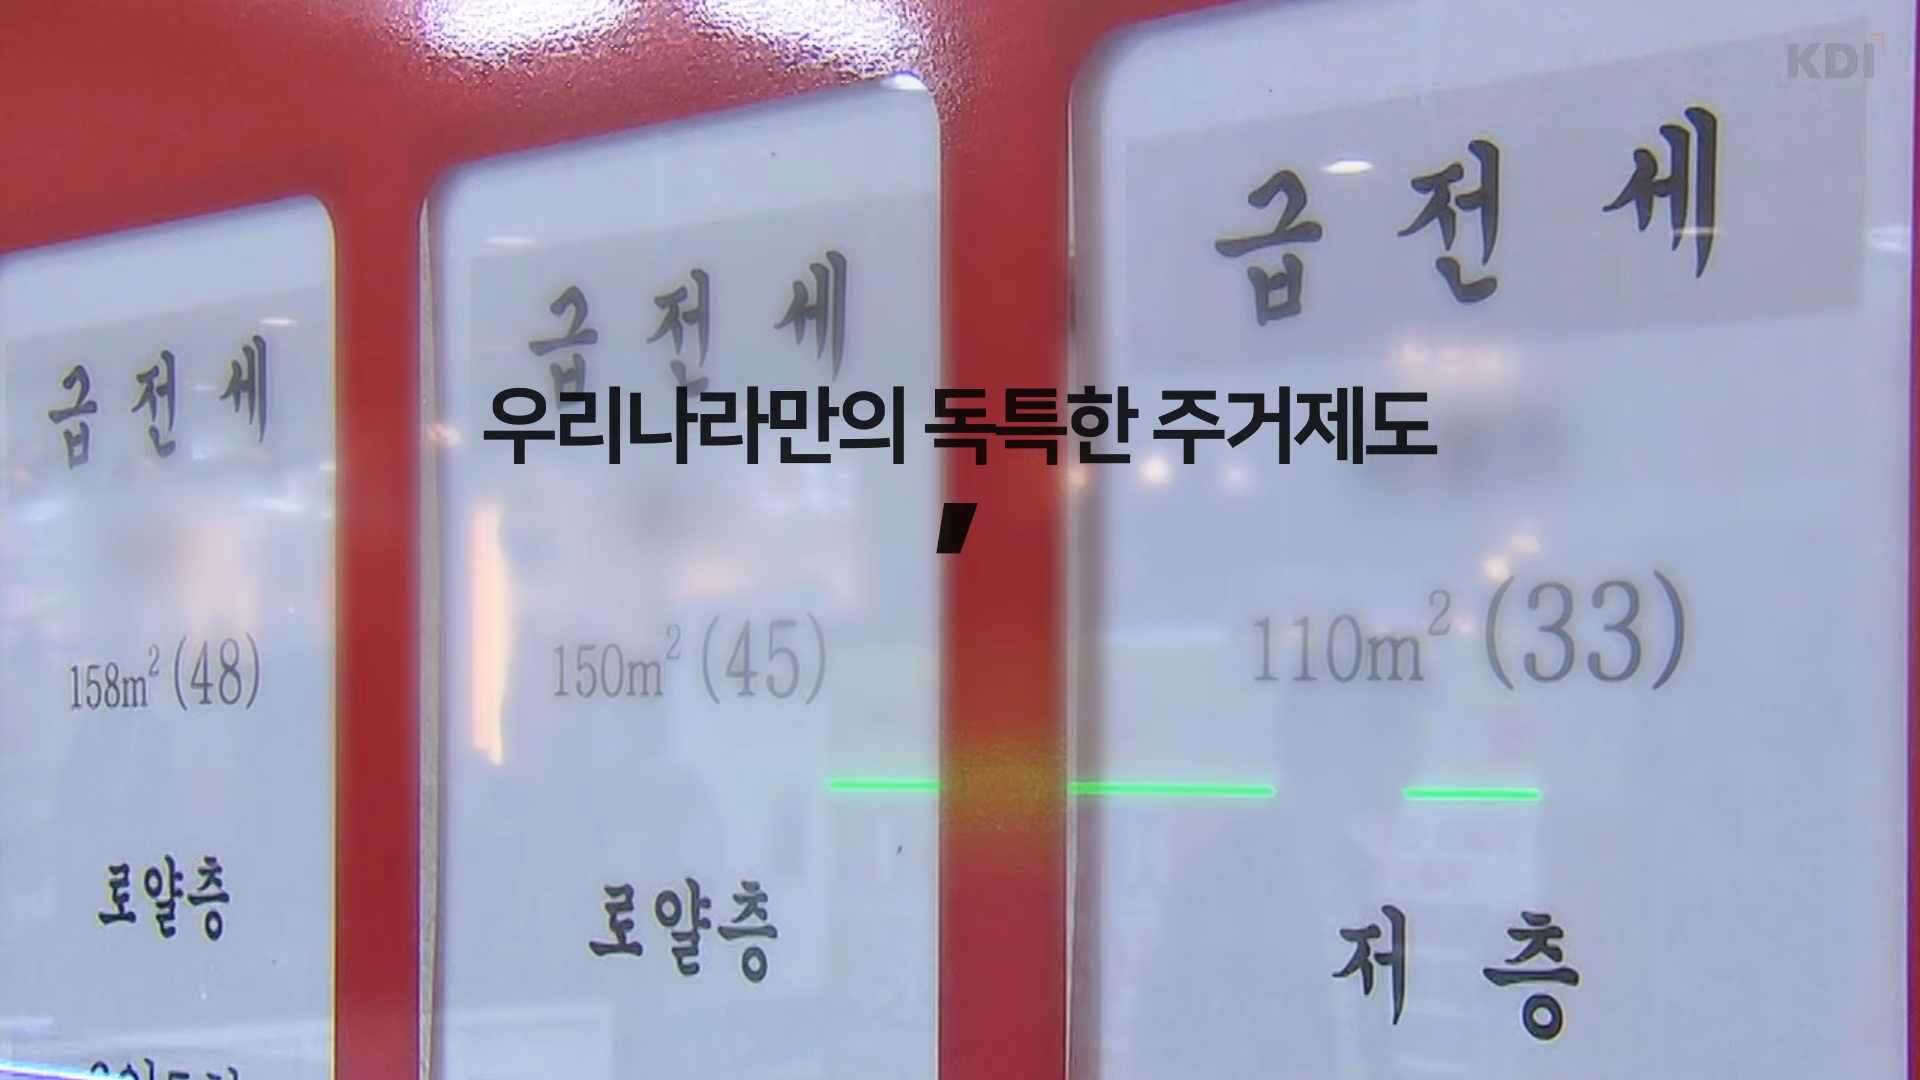 KDI
급전세
급전세
급전세
우리나라만의 독특한 주거제도
,
158m² (48)
150m² (45)
110m² (33)
로얄층
로얄층
저층